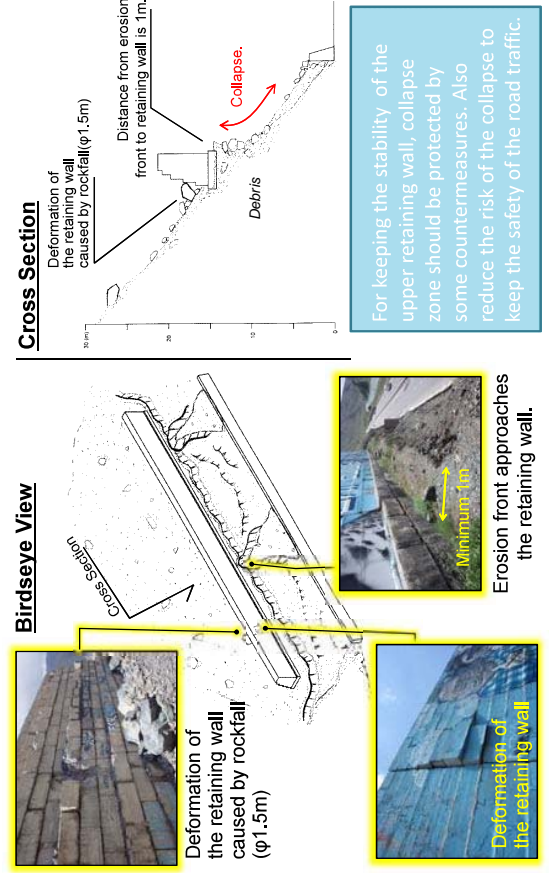 Birdseye View
Cross Section
Deformation of
the retaining wall
caused by rockfall
(φ1.5m)
Deformation of
the retaining wall
Minimum 1m
Erosion front approaches
the retaining wall.
Cross Section
Deformation of
the retaining wall
caused by rockfall(φ1.5m)
Distance from erosion
front to retaining wall is 1m.
Collapse.
Debris
30 (m)
20
10
0
For keeping the stability of the
upper retaining wall, collapse
zone should be protected by
some countermeasures. Also
reduce the risk of the collapse to
keep the safety of the road traffic.